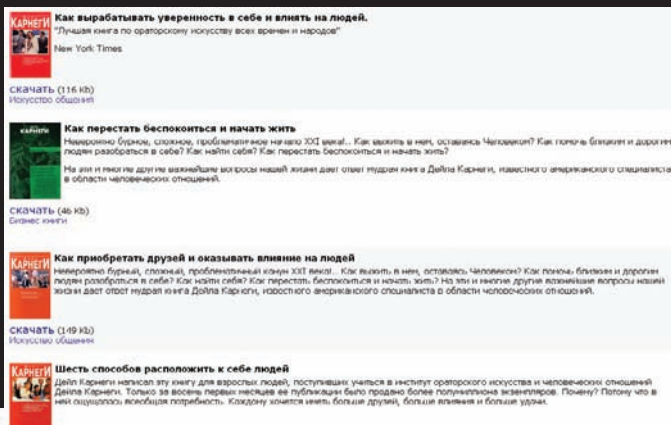 КАРНЕГИ
Как вырабатывать уверенность в себе и влиять на людей.
"Лучшая книга по ораторскому искусству всех времен и народов"
New York Times
скачать (116 Kb)
Искусство общения
КАРНЕГИ
Как перестать беспокоиться и начать жить
Невероятно бурное, сложное, проблематичное начало XXI века!.. Как выжить в нем, оставаясь Человеком? Как помочь близким и дорогим
людям разобраться в себе? Как найти себя? Как перестать беспокоиться и начать жить?
На эти и многие другие важнейшие вопросы нашей жизни дает ответ мудрая книга Дейла Карнеги, известного американского специалиста
в области человеческих отношений.
скачать (46 Kb)
Бизнес книги
КАРНЕГИ
Как приобретать друзей и оказывать влияние на людей
Невероятно бурный, сложный, проблематичный канун XXI века!.. Как выжить в нем, оставаясь Человеком? Как помочь близким и дорогим
людям разобраться в себе? Как найти себя? Как перестать беспокоиться и начать жить? На эти и многие другие важнейшие вопросы нашей
жизни дает ответ мудрая книга Дейла Карнеги, известного американского специалиста в области человеческих отношений.
скачать (149 Kb)
Искусство общения
КАРНЕГИ
Шесть способов расположить к себе людей
Дейл Карнеги написал эту книгу для взрослых людей, поступивших учиться в институт ораторского искусства и человеческих отношений
Дейла Карнеги. Только за восемь первых месяцев ее публикации было продано более полумиллиона экземпляров. Почему? Потому что в
ней ощущалась всеобщая потребность. Каждому хочется иметь больше друзей, больше влияния и больше удачи.